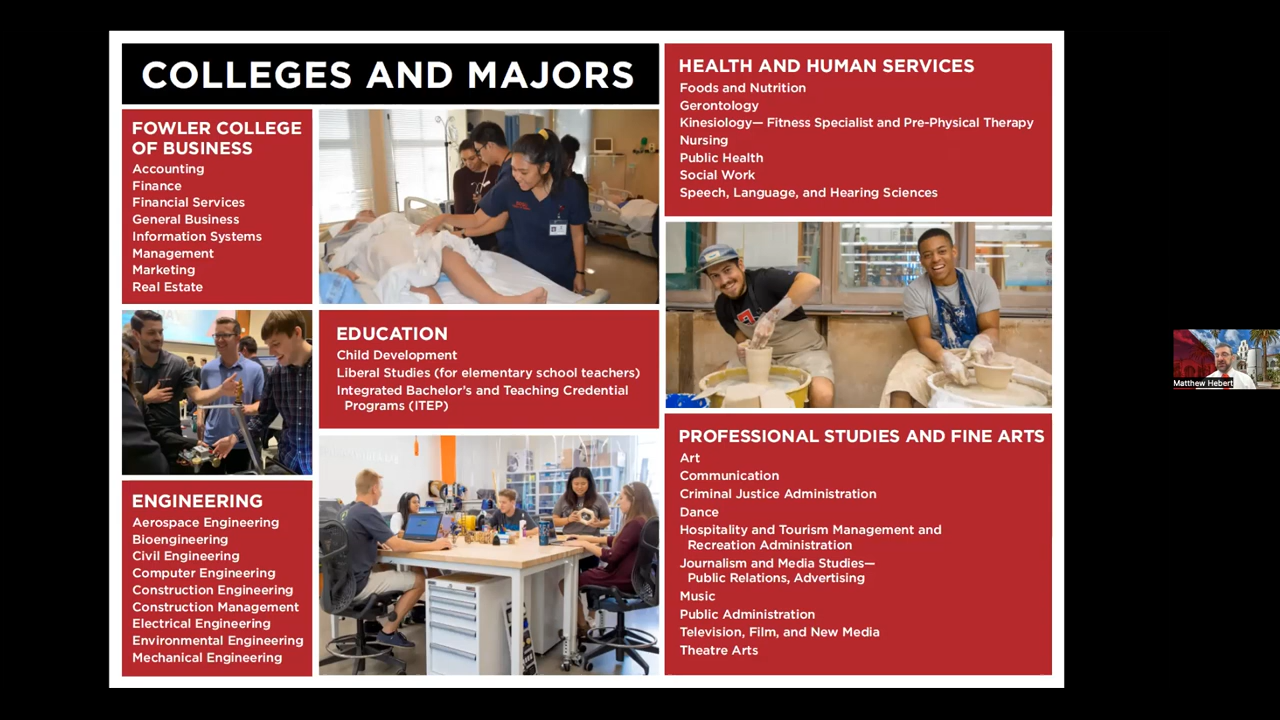 COLLEGES AND MAJORS
FOWLER COLLEGE
OF BUSINESS
Accounting
Finance
Financial Services
General Business
Information Systems
Management
Marketing
Real Estate
EDUCATION
Child Development
Liberal Studies (for elementary school teachers)
Integrated Bachelor's and Teaching Credential
Programs (ITEP)
ENGINEERING
Aerospace Engineering
Bioengineering
Civil Engineering
Computer Engineering
Construction Engineering
Construction Management
Electrical Engineering
Environmental Engineering
Mechanical Engineering
HEALTH AND HUMAN SERVICES
Foods and Nutrition
Gerontology
Kinesiology— Fitness Specialist and Pre-Physical Therapy
Nursing
Public Health
Social Work
Speech, Language, and Hearing Sciences
PROFESSIONAL STUDIES AND FINE ARTS
Art
Communication
Criminal Justice Administration
Dance
Hospitality and Tourism Management and
Recreation Administration
Journalism and Media Studies—
Public Relations, Advertising
Music
Public Administration
Television, Film, and New Media
Theatre Arts
Matthew Hebert